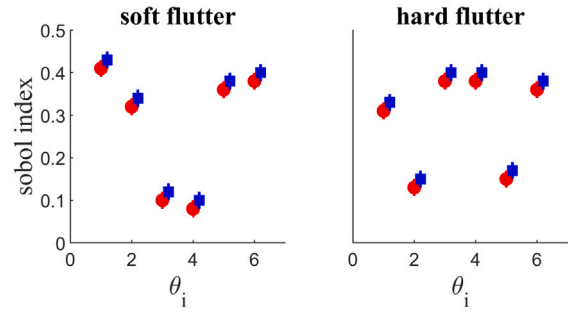 soft flutter
hard flutter
sobol index
0.5
0.4
0.3
0.2
0.1
0
0 2 4 6
0 2 4 6
θi
θi